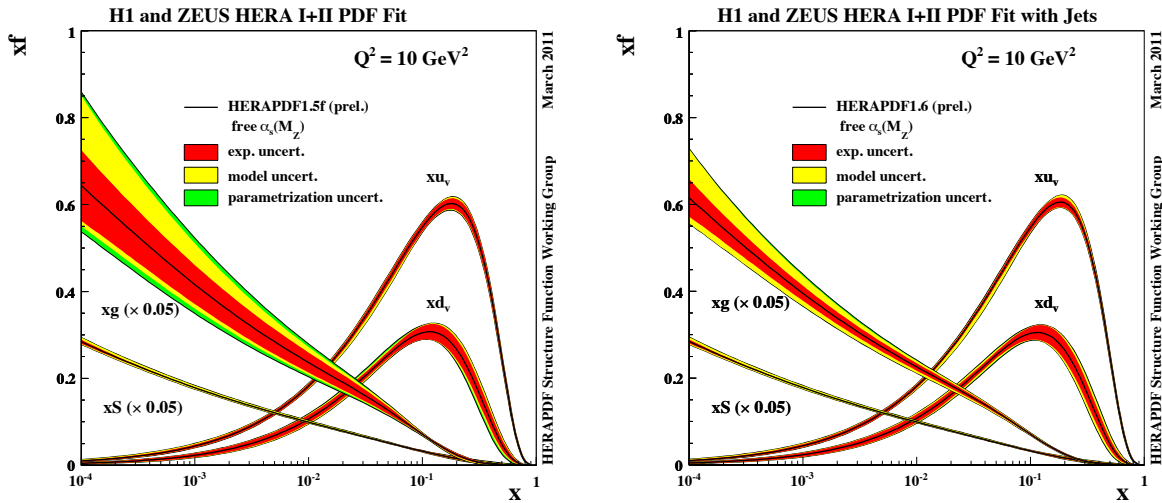 H1 and ZEUS HERA I+II PDF Fit
xf
1
0.8
0.6
0.4
0.2
0
Q² = 10 GeV²
HERAPDF1.5f (prel.)
free αₛ(M_Z)
exp. uncert.
model uncert.
parametrization uncert.
xuᵥ
xdᵥ
xg (× 0.05)
xS (× 0.05)
10⁻⁴
10⁻³
10⁻²
10⁻¹
1
x
HERAPDF Structure Function Working Group March 2011
H1 and ZEUS HERA I+II PDF Fit with Jets
xf
1
0.8
0.6
0.4
0.2
0
Q² = 10 GeV²
HERAPDF1.6 (prel.)
free αₛ(M_Z)
exp. uncert.
model uncert.
parametrization uncert.
xuᵥ
xdᵥ
xg (× 0.05)
xS (× 0.05)
10⁻⁴
10⁻³
10⁻²
10⁻¹
1
x
HERAPDF Structure Function Working Group March 2011